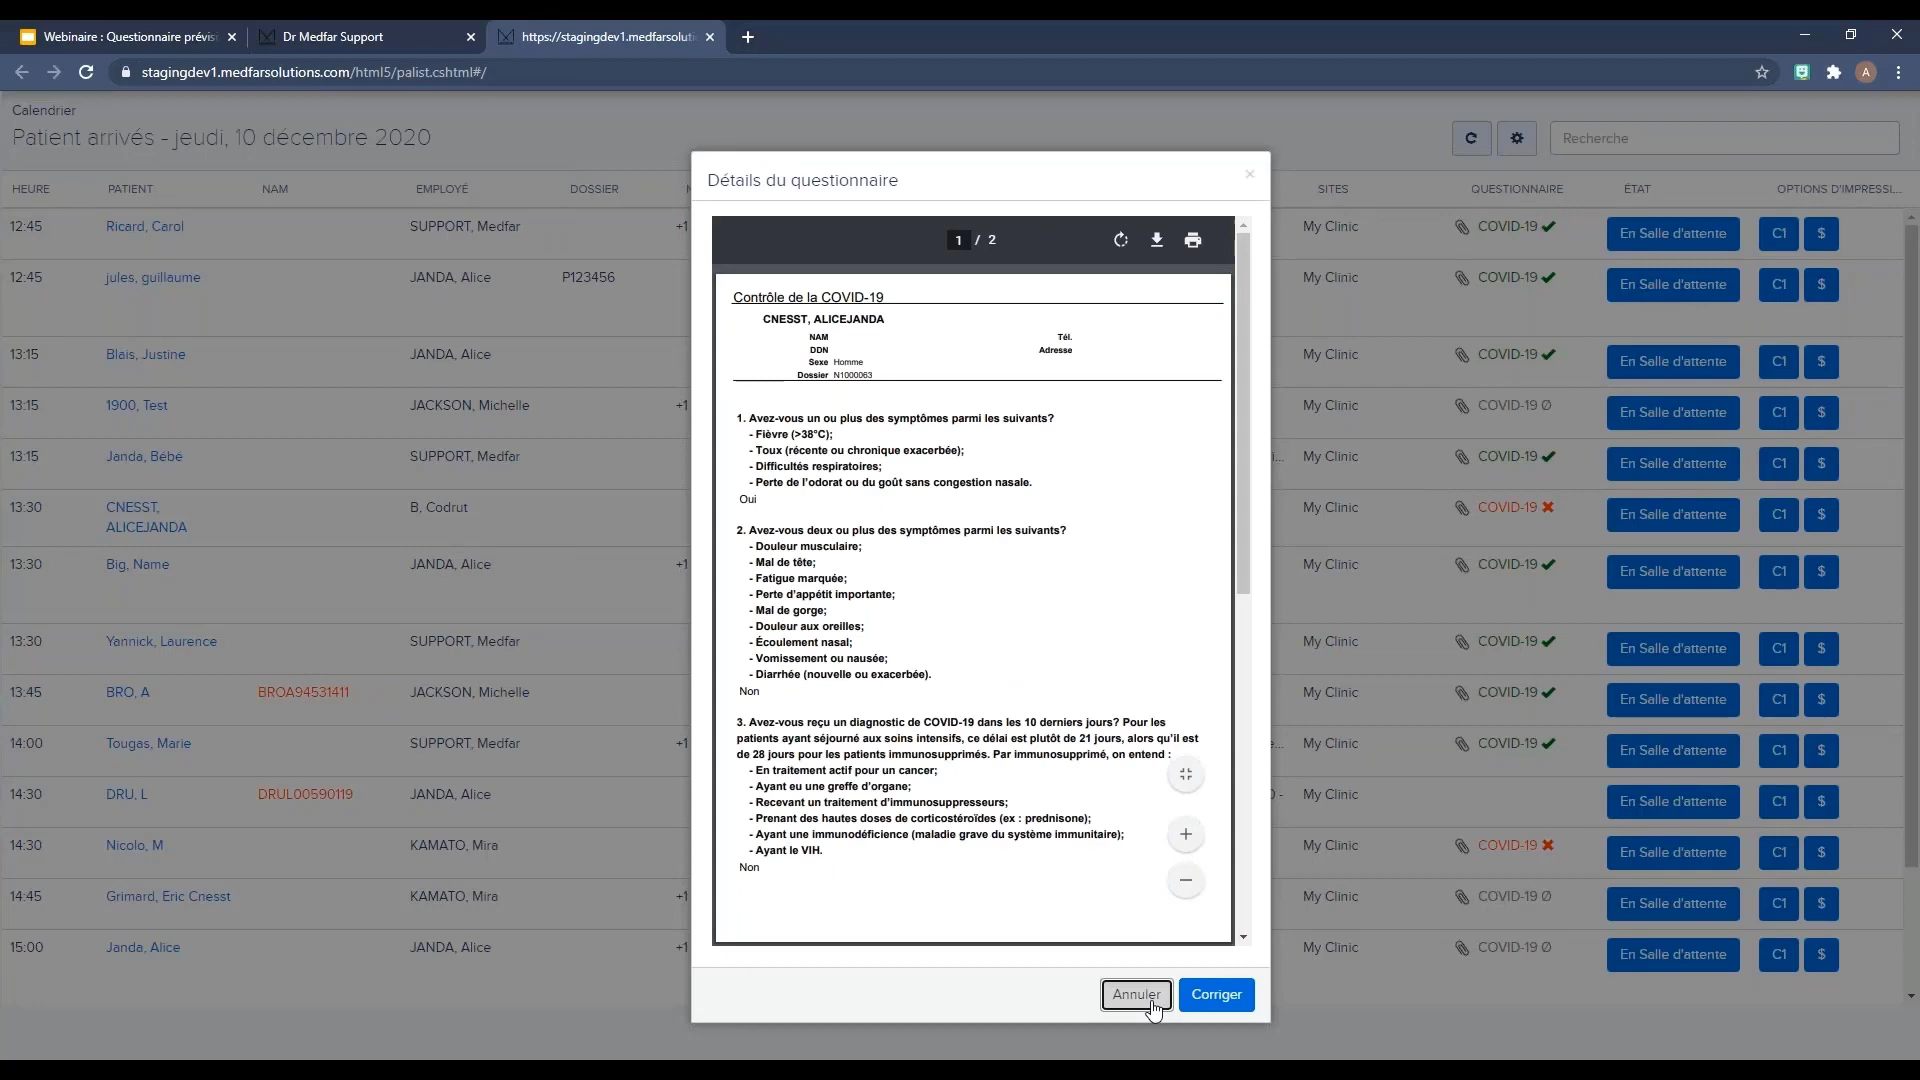 Webinaire : Questionnaire prévis
Dr Medfar Support
https://stagingdev1.medfarsoluti
stagingdev1.medfarsolutions.com/html5/palist.cshtml#/
A
Calendrier
Patient arrivés - jeudi, 10 décembre 2020
Recherche
HEURE PATIENT NAM EMPLOYÉ DOSSIER SITES QUESTIONNAIRE ÉTAT OPTIONS D'IMPRESSI...
12:45 Ricard, Carol SUPPORT, Medfar +1 My Clinic COVID-19 ✔ En Salle d'attente C1 $
12:45 jules, guillaume JANDA, Alice P123456 My Clinic COVID-19 ✔ En Salle d'attente C1 $
13:15 Blais, Justine JANDA, Alice My Clinic COVID-19 ✔ En Salle d'attente C1 $
13:15 1900, Test JACKSON, Michelle +1 My Clinic COVID-19 Ø En Salle d'attente C1 $
13:15 Janda, Bébé SUPPORT, Medfar My Clinic COVID-19 ✔ En Salle d'attente C1 $
13:30 CNESST, B, Codrut My Clinic COVID-19 ✖ En Salle d'attente C1 $
ALICEJANDA
13:30 Big, Name JANDA, Alice +1 My Clinic COVID-19 ✔ En Salle d'attente C1 $
13:30 Yannick, Laurence SUPPORT, Medfar My Clinic COVID-19 ✔ En Salle d'attente C1 $
13:45 BRO, A BROA94531411 JACKSON, Michelle My Clinic COVID-19 ✔ En Salle d'attente C1 $
14:00 Tougas, Marie SUPPORT, Medfar +1 My Clinic COVID-19 ✔ En Salle d'attente C1 $
14:30 DRU, L DRUL00590119 JANDA, Alice My Clinic En Salle d'attente C1 $
14:30 Nicolo, M KAMATO, Mira My Clinic COVID-19 ✖ En Salle d'attente C1 $
14:45 Grimard, Eric Cnesst KAMATO, Mira +1 My Clinic COVID-19 Ø En Salle d'attente C1 $
15:00 Janda, Alice JANDA, Alice +1 My Clinic COVID-19 Ø En Salle d'attente C1 $
Détails du questionnaire
1 / 2
Contrôle de la COVID-19
CNESST, ALICEJANDA
NAM Tél.
DDN Adresse
Sexe Homme
Dossier N1000063
1. Avez-vous un ou plus des symptômes parmi les suivants?
- Fièvre (>38°C);
- Toux (récente ou chronique exacerbée);
- Difficultés respiratoires;
- Perte de l'odorat ou du goût sans congestion nasale.
Oui
2. Avez-vous deux ou plus des symptômes parmi les suivants?
- Douleur musculaire;
- Mal de tête;
- Fatigue marquée;
- Perte d'appétit importante;
- Mal de gorge;
- Douleur aux oreilles;
- Écoulement nasal;
- Vomissement ou nausée;
- Diarrhée (nouvelle ou exacerbée).
Non
3. Avez-vous reçu un diagnostic de COVID-19 dans les 10 derniers jours? Pour les
patients ayant séjourné aux soins intensifs, ce délai est plutôt de 21 jours, alors qu'il est
de 28 jours pour les patients immunosupprimés. Par immunosupprimé, on entend :
- En traitement actif pour un cancer;
- Ayant eu une greffe d'organe;
- Recevant un traitement d'immunosuppresseurs;
- Prenant des hautes doses de corticostéroïdes (ex : prednisone);
- Ayant une immunodéficience (maladie grave du système immunitaire);
- Ayant le VIH.
Non
Annuler Corriger